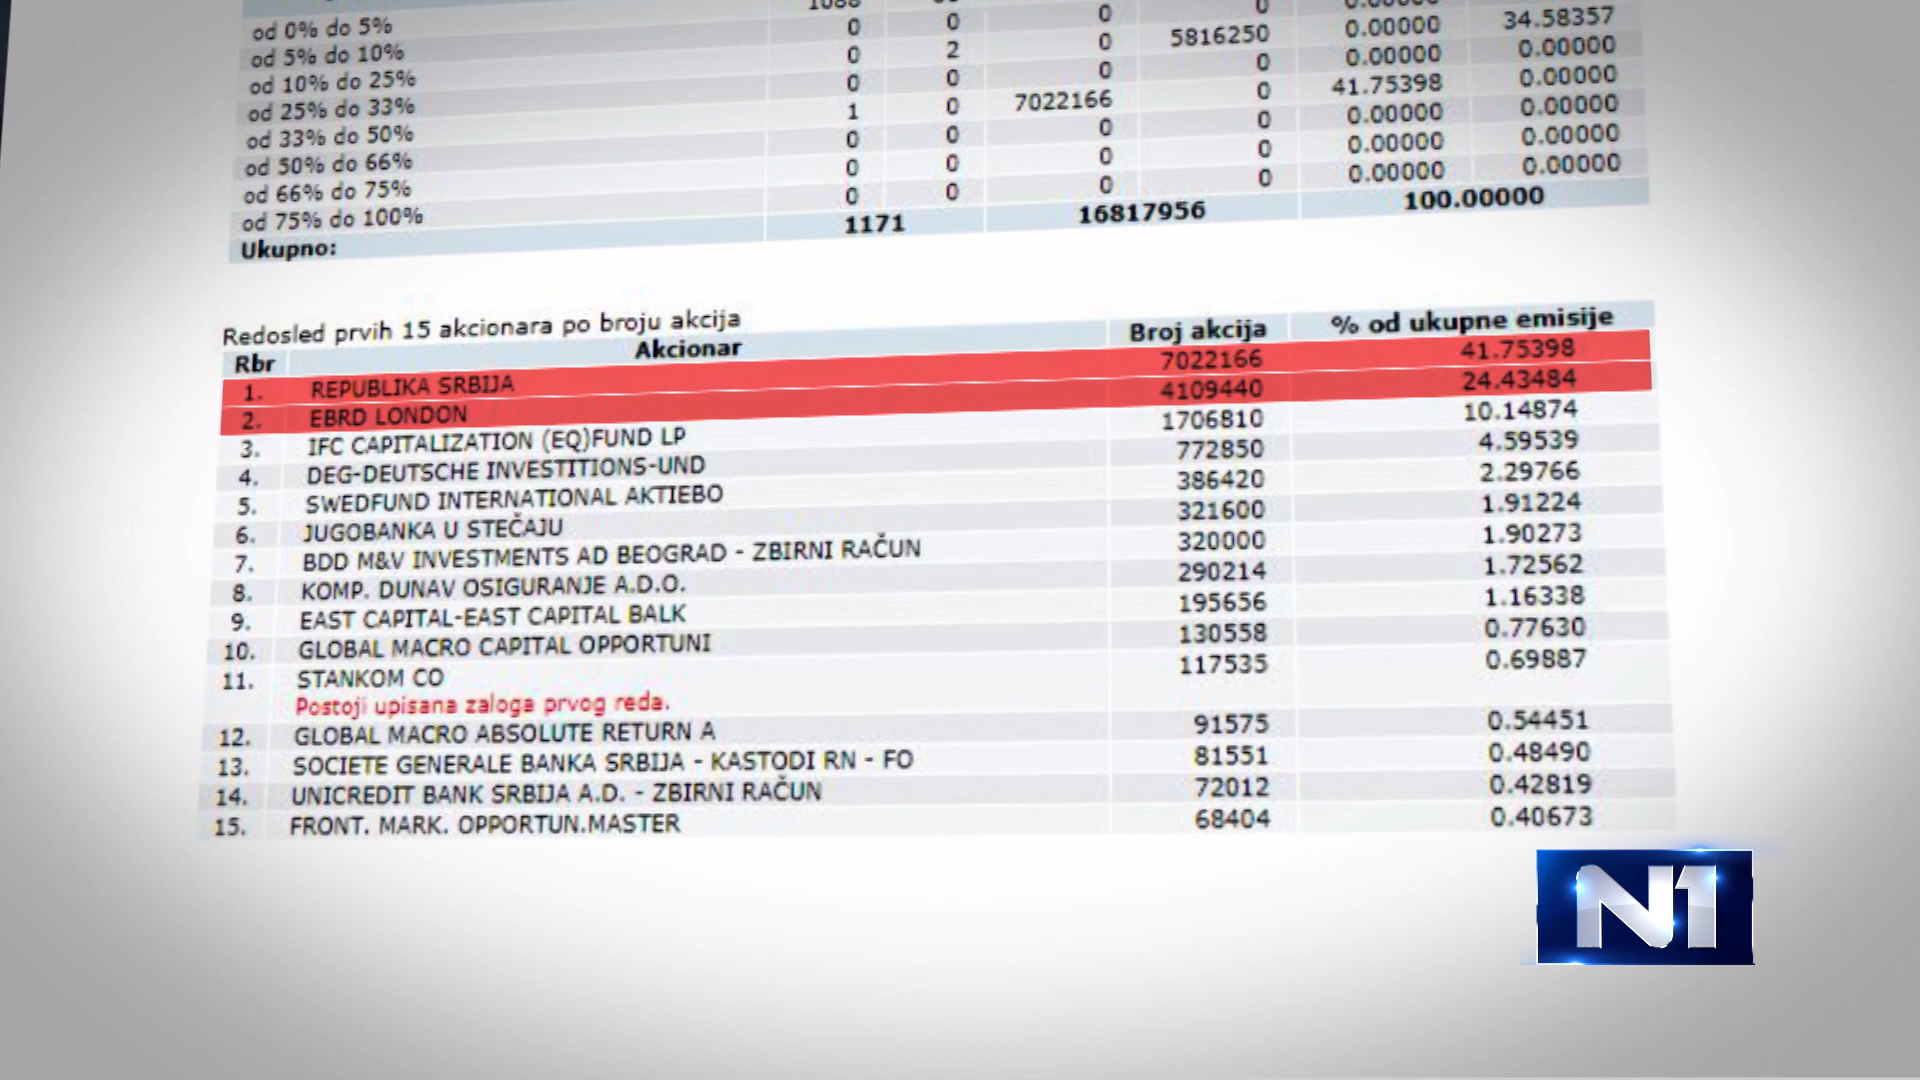 od 0% do 5% 1088
od 5% do 10% 0 0 0 0 0.00000
od 10% do 25% 0 2 0 5816250 0.00000 34.58357
od 25% do 33% 0 0 0 0 0.00000 0.00000
od 33% do 50% 1 0 7022166 0 41.75398 0.00000
od 50% do 66% 0 0 0 0 0.00000 0.00000
od 66% do 75% 0 0 0 0 0.00000 0.00000
od 75% do 100% 0 0 0 0 0.00000 0.00000
Ukupno: 1171 16817956 100.00000
Redosled prvih 15 akcionara po broju akcija
Rbr Akcionar Broj akcija % od ukupne emisije
1. REPUBLIKA SRBIJA 7022166 41.75398
2. EBRD LONDON 4109440 24.43484
3. IFC CAPITALIZATION (EQ)FUND LP 1706810 10.14874
4. DEG-DEUTSCHE INVESTITIONS-UND 772850 4.59539
5. SWEDFUND INTERNATIONAL AKTIEBO 386420 2.29766
6. JUGOBANKA U STEČAJU 321600 1.91224
7. BDD M&V INVESTMENTS AD BEOGRAD - ZBIRNI RAČUN 320000 1.90273
8. KOMP. DUNAV OSIGURANJE A.D.O. 290214 1.72562
9. EAST CAPITAL-EAST CAPITAL BALK 195656 1.16338
10. GLOBAL MACRO CAPITAL OPPORTUNI 130558 0.77630
11. STANKOM CO 117535 0.69887
Postoji upisana zaloga prvog reda.
12. GLOBAL MACRO ABSOLUTE RETURN A 91575 0.54451
13. SOCIETE GENERALE BANKA SRBIJA - KASTODI RN - FO 81551 0.48490
14. UNICREDIT BANK SRBIJA A.D. - ZBIRNI RAČUN 72012 0.42819
15. FRONT. MARK. OPPORTUN.MASTER 68404 0.40673
N1